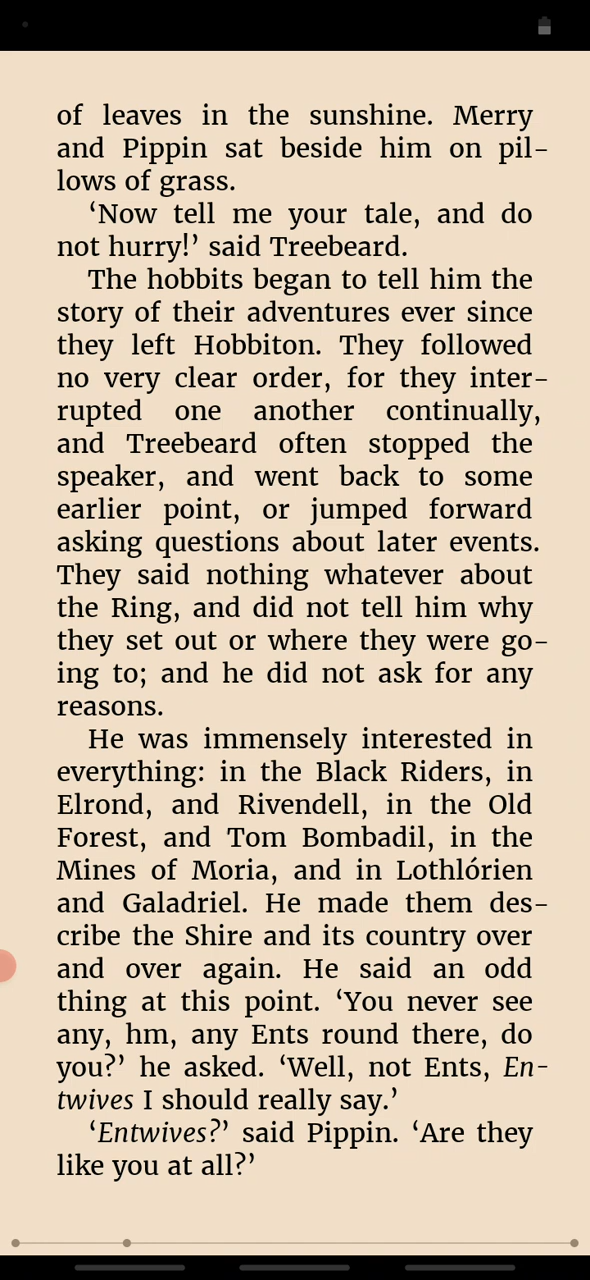 of leaves in the sunshine. Merry
and Pippin sat beside him on pil-
lows of grass.
‘Now tell me your tale, and do
not hurry!’ said Treebeard.
The hobbits began to tell him the
story of their adventures ever since
they left Hobbiton. They followed
no very clear order, for they inter-
rupted one another continually,
and Treebeard often stopped the
speaker, and went back to some
earlier point, or jumped forward
asking questions about later events.
They said nothing whatever about
the Ring, and did not tell him why
they set out or where they were go-
ing to; and he did not ask for any
reasons.
He was immensely interested in
everything: in the Black Riders, in
Elrond, and Rivendell, in the Old
Forest, and Tom Bombadil, in the
Mines of Moria, and in Lothlórien
and Galadriel. He made them des-
cribe the Shire and its country over
and over again. He said an odd
thing at this point. ‘You never see
any, hm, any Ents round there, do
you?’ he asked. ‘Well, not Ents, En-
twives I should really say.’
‘Entwives?’ said Pippin. ‘Are they
like you at all?’